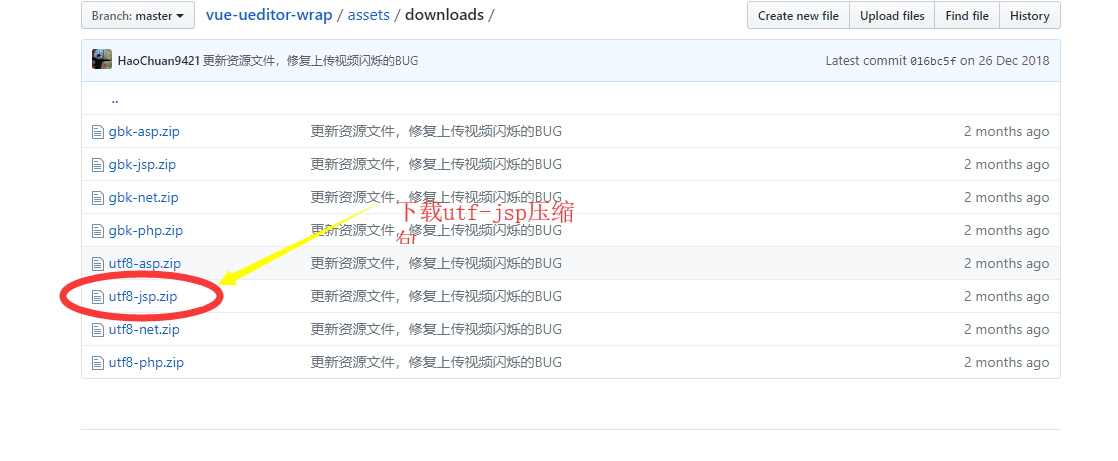 Branch: master
vue-ueditor-wrap / assets / downloads /
Create new file
Upload files
Find file
History
HaoChuan9421 更新资源文件，修复上传视频闪烁的BUG
Latest commit 016bc5f on 26 Dec 2018
..
gbk-asp.zip 更新资源文件，修复上传视频闪烁的BUG 2 months ago
gbk-jsp.zip 更新资源文件，修复上传视频闪烁的BUG 2 months ago
gbk-net.zip 更新资源文件，修复上传视频闪烁的BUG 2 months ago
下载utf-jsp压缩
gbk-php.zip 更新资源文件，修复上传视频闪烁的BUG 2 months ago
utf8-asp.zip 更新资源文件，修复上传视频闪烁的BUG 2 months ago
utf8-jsp.zip 更新资源文件，修复上传视频闪烁的BUG 2 months ago
utf8-net.zip 更新资源文件，修复上传视频闪烁的BUG 2 months ago
utf8-php.zip 更新资源文件，修复上传视频闪烁的BUG 2 months ago